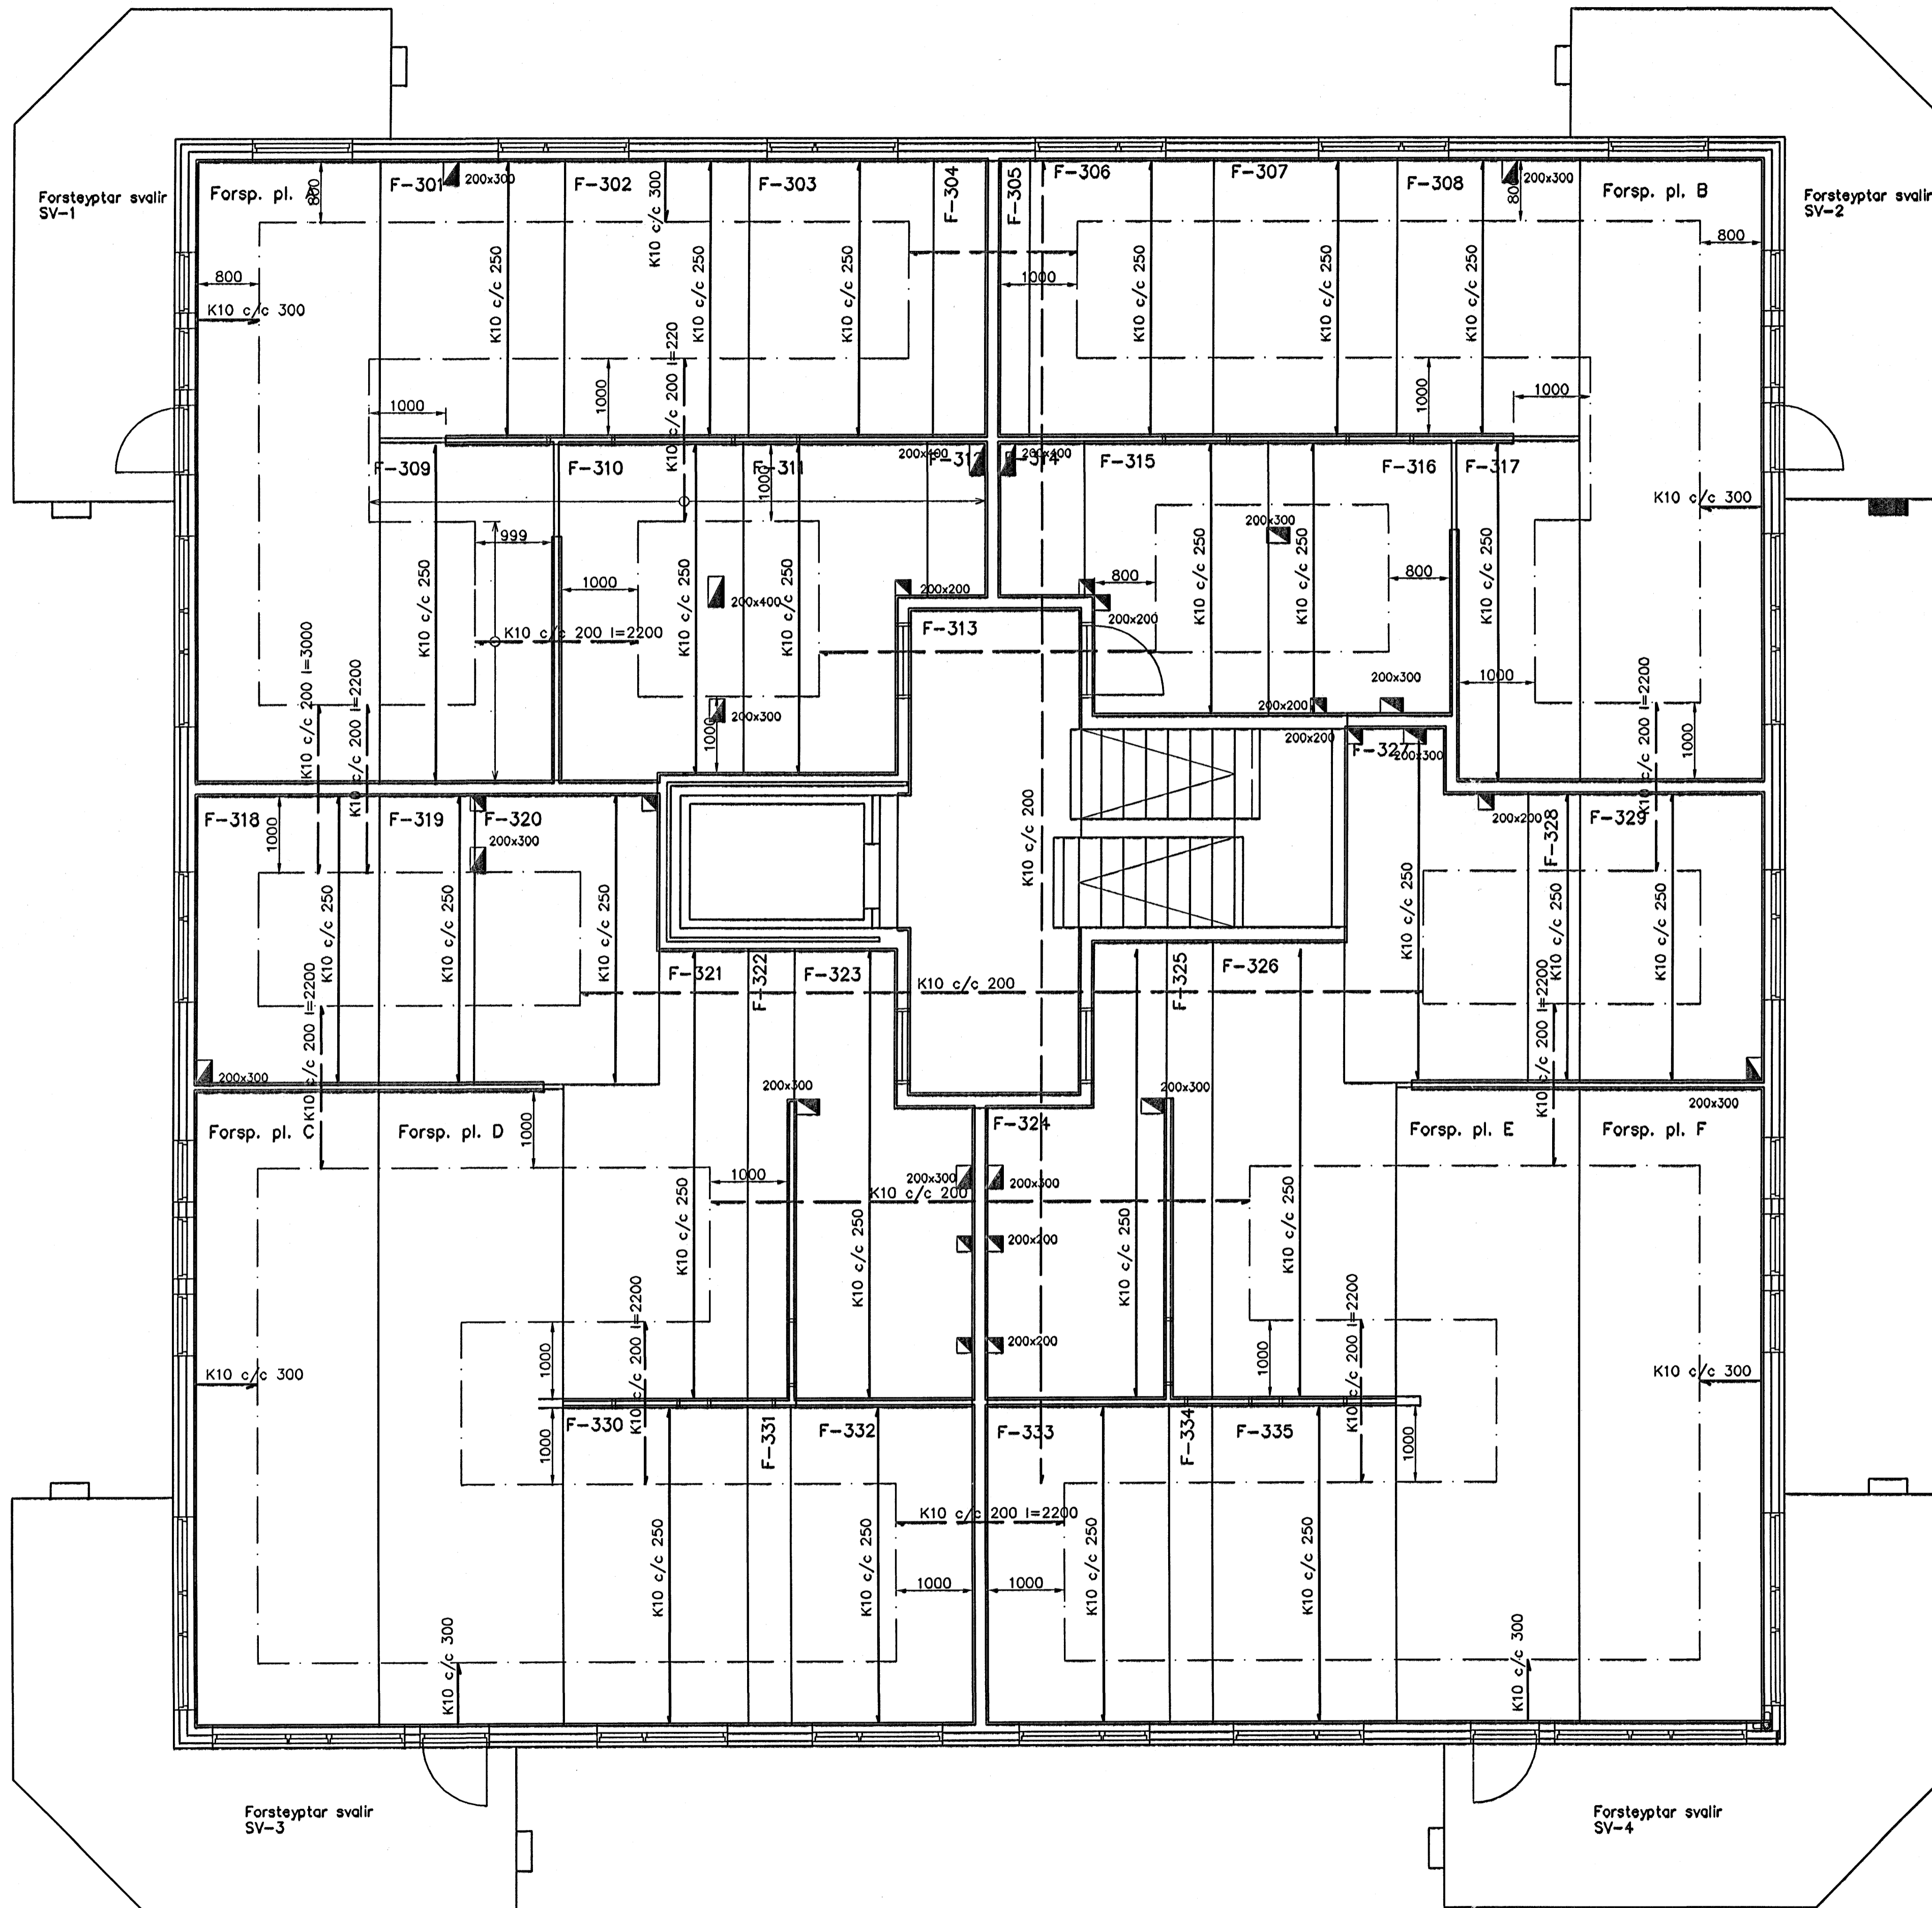 Forsteyptar svalir
SV-1
Forsp. pl. A
800
F-301
200x300
F-302
K10 c/c 300
F-303
F-304
F-305
F-306
F-307
F-308
200x300
800
Forsp. pl. B
Forsteyptar svalir
SV-2
800
K10 c/c 300
K10 c/c 250
K10 c/c 250
K10 c/c 250
1000
K10 c/c 250
K10 c/c 250
K10 c/c 250
800
1000
1000
K10 c/c 200 l=220
1000
1000
F-309
F-310
F-311
1000
200x400
F-312
F-314
200x400
F-315
F-316
F-317
K10 c/c 300
999
K10 c/c 250
1000
K10 c/c 250
200x400
K10 c/c 250
200x200
800
200x300
800
K10 c/c 250
K10 c/c 250
K10 c/c 250
200x200
F-313
K10 c/c 200 l=2200
200x300
1000
200x300
200x200
1000
1000
K10 c/c 200 l=3000
K10 c/c 200 l=2200
K10 c/c 200 l=2200
200x200
F-327
200x300
F-318
1000
F-319
F-320
200x300
K10 c/c 250
K10 c/c 250
K10 c/c 250
K10 c/c 200
K10 c/c 250
200x200
F-328
F-329
K10 c/c 250
K10 c/c 250
F-321
F-322
F-323
K10 c/c 200
F-325
F-326
K10 c/c 200 l=2200
K10 c/c 200 l=2200
200x300
200x300
200x300
200x300
Forsp. pl. C
Forsp. pl. D
1000
F-324
Forsp. pl. E
Forsp. pl. F
1000
K10 c/c 250
200x300
K10 c/c 200
200x300
K10 c/c 250
K10 c/c 250
K10 c/c 250
200x200
200x200
K10 c/c 300
1000
K10 c/c 200 l=2200
1000
K10 c/c 200 l=2200
K10 c/c 300
F-330
1000
F-331
F-332
F-333
F-334
F-335
1000
K10 c/c 200 l=2200
K10 c/c 250
K10 c/c 250
1000
1000
K10 c/c 250
K10 c/c 250
K10 c/c 300
K10 c/c 300
Forsteyptar svalir
SV-3
Forsteyptar svalir
SV-4